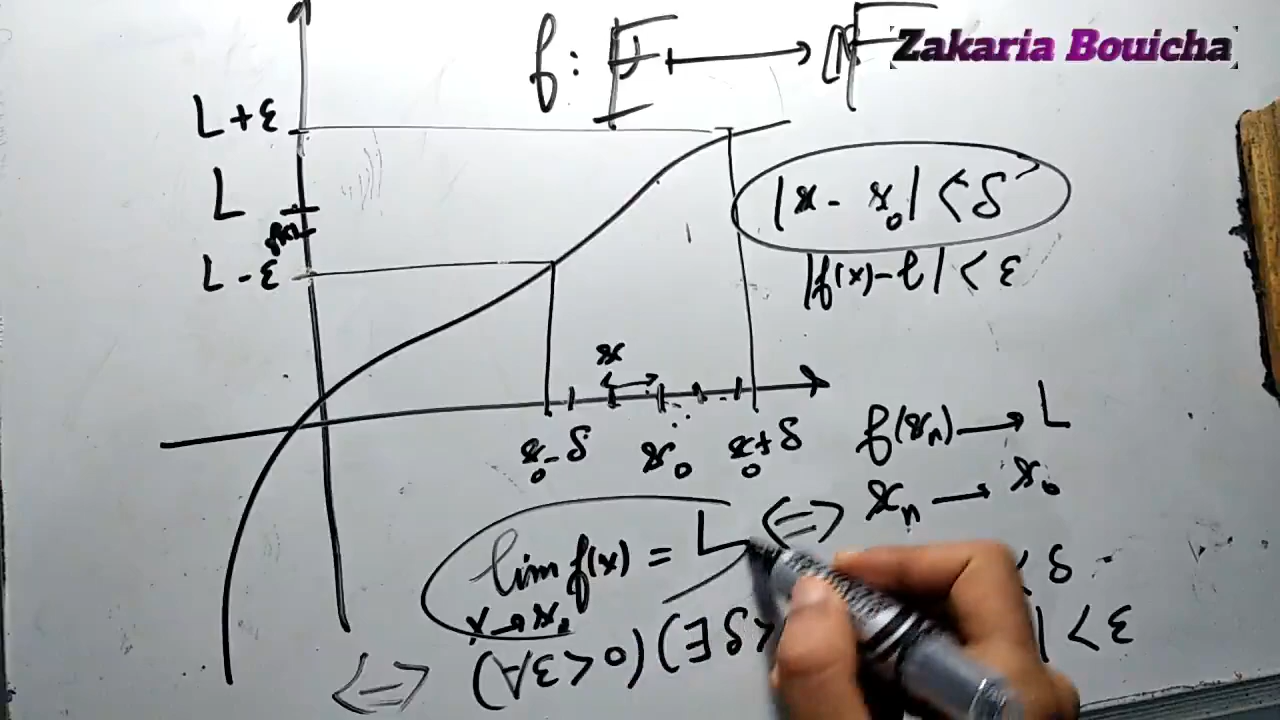 f: E ⟼ F
Zakaria Bouicha
L+ε
L
f(x)
L-ε
|x - x₀| < δ
|f(x)-l| < ε
x
x₀-δ x₀ x₀+δ
f(xₙ) → L
xₙ → x₀
lim f(x) = L ⟺
x→x₀
< δ
⟺ (∀ε>0)(∃δ>
| < ε